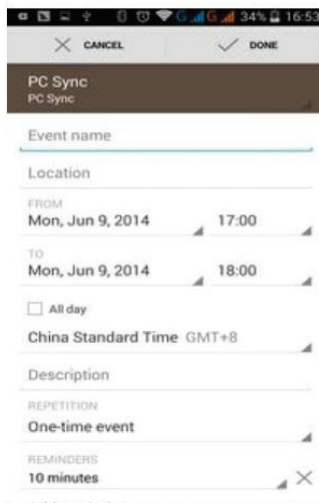 G G 34% 16:53
CANCEL DONE
PC Sync
PC Sync
Event name
Location
FROM
Mon, Jun 9, 2014 17:00
TO
Mon, Jun 9, 2014 18:00
All day
China Standard Time GMT+8
Description
REPETITION
One-time event
REMINDERS
10 minutes